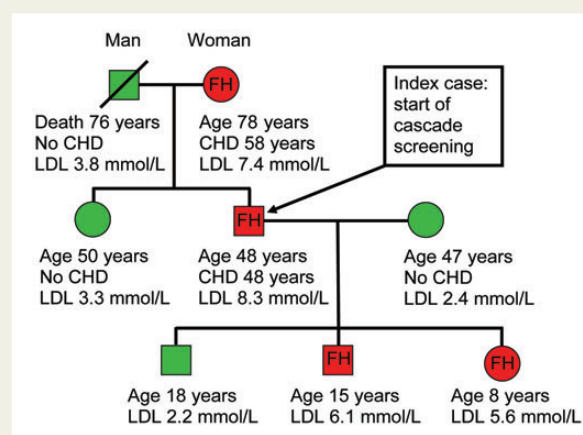 Man
Woman
FH
Index case:
start of
cascade
screening
Death 76 years
No CHD
LDL 3.8 mmol/L
Age 78 years
CHD 58 years
LDL 7.4 mmol/L
FH
Age 50 years
No CHD
LDL 3.3 mmol/L
Age 48 years
CHD 48 years
LDL 8.3 mmol/L
Age 47 years
No CHD
LDL 2.4 mmol/L
FH
FH
Age 18 years
LDL 2.2 mmol/L
Age 15 years
LDL 6.1 mmol/L
Age 8 years
LDL 5.6 mmol/L